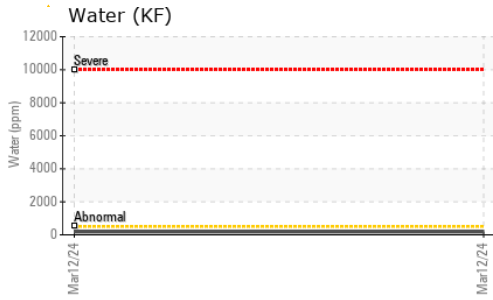 Water (KF)
12000
Severe
10000
8000
6000
Water (ppm)
4000
2000
Abnormal
0
Mar12/24
Mar12/24